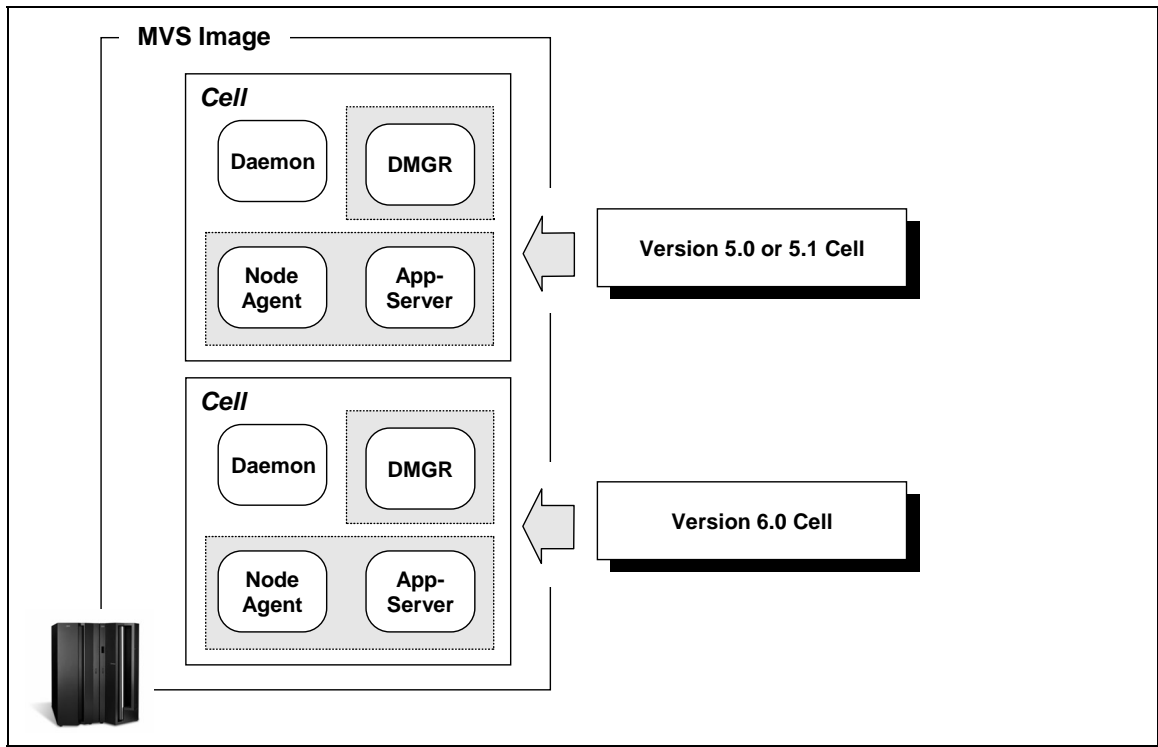 MVS Image
Cell
Daemon
DMGR
Node
Agent
App-
Server
Version 5.0 or 5.1 Cell
Cell
Daemon
DMGR
Node
Agent
App-
Server
Version 6.0 Cell